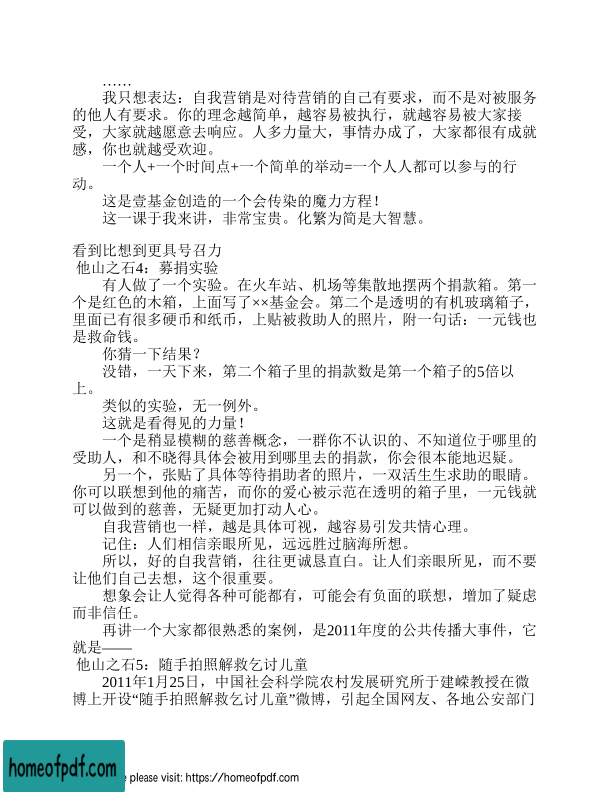 ……
我只想表达：自我营销是对待营销的自己有要求，而不是对被服务
的他人有要求。你的理念越简单，越容易被执行，就越容易被大家接
受，大家就越愿意去响应。人多力量大，事情办成了，大家都很有成就
感，你也就越受欢迎。
一个人+一个时间点+一个简单的举动=一个人人都可以参与的行
动。
这是壹基金创造的一个会传染的魔力方程！
这一课于我来讲，非常宝贵。化繁为简是大智慧。
看到比想到更具号召力
他山之石4：募捐实验
有人做了一个实验。在火车站、机场等集散地摆两个捐款箱。第一
个是红色的木箱，上面写了××基金会。第二个是透明的有机玻璃箱子，
里面已有很多硬币和纸币，上贴被救助人的照片，附一句话：一元钱也
是救命钱。
你猜一下结果？
没错，一天下来，第二个箱子里的捐款数是第一个箱子的5倍以
上。
类似的实验，无一例外。
这就是看得见的力量！
一个是稍显模糊的慈善概念，一群你不认识的、不知道位于哪里的
受助人，和不晓得具体会被用到哪里去的捐款，你会很本能地迟疑。
另一个，张贴了具体等待捐助者的照片，一双活生生求助的眼睛。
你可以联想到他的痛苦，而你的爱心被示范在透明的箱子里，一元钱就
可以做到的慈善，无疑更加打动人心。
自我营销也一样，越是具体可视，越容易引发共情心理。
记住：人们相信亲眼所见，远远胜过脑海所想。
所以，好的自我营销，往往更诚恳直白。让人们亲眼所见，而不要
让他们自己去想，这个很重要。
想象会让人觉得各种可能都有，可能会有负面的联想，增加了疑虑
而非信任。
再讲一个大家都很熟悉的案例，是2011年度的公共传播大事件，它
就是——
他山之石5：随手拍照解救乞讨儿童
2011年1月25日，中国社会科学院农村发展研究所于建嵘教授在微
博上开设“随手拍照解救乞讨儿童”微博，引起全国网友、各地公安部门
homeofpdf.com
e please visit: https://homeofpdf.com